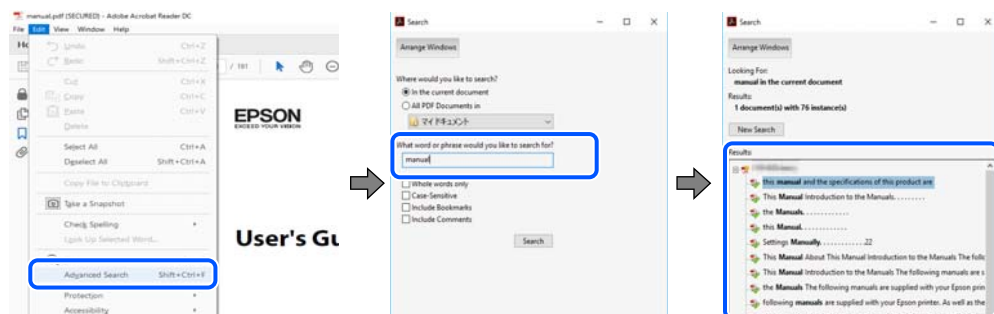 manual.pdf (SECURED) - Adobe Acrobat Reader DC
File Edit View Window Help
Undo Ctrl+Z
Redo Shift+Ctrl+Z
Cut Ctrl+X
Copy Ctrl+C
Paste Ctrl+V
Delete
Select All Ctrl+A
Deselect All Shift+Ctrl+A
Copy File to Clipboard
Take a Snapshot
Check Spelling
Look Up Selected Word...
Advanced Search Shift+Ctrl+F
Protection
Accessibility
/ 191
EPSON
EXCEED YOUR VISION
User's Gu
Search
Arrange Windows
Where would you like to search?
In the current document
All PDF Documents in
マイ ドキュメント
What word or phrase would you like to search for?
manual
Whole words only
Case-Sensitive
Include Bookmarks
Include Comments
Search
Search
Arrange Windows
Looking For:
manual in the current document
Results:
1 document(s) with 76 instance(s)
New Search
Results:
this manual and the specifications of this product are
This Manual Introduction to the Manuals. . . . . . . . .
the Manuals. . . . . . . . . . . . .
this Manual. . . . . . . . . . . . .
Settings Manually. . . . . . . . . . . . .22
This Manual About This Manual Introduction to the Manuals The follo
This Manual Introduction to the Manuals The following manuals are s
the Manuals The following manuals are supplied with your Epson prin
following manuals are supplied with your Epson printer. As well as the